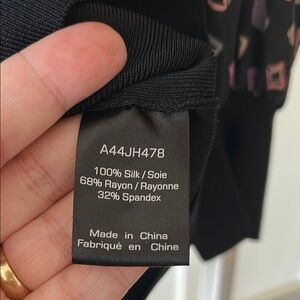 A44JH478
100% Silk / Soie
68% Rayon / Rayonne
32% Spandex
Made in China
Fabriqué en Chine